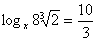 log_x 8∛2 = 10/3